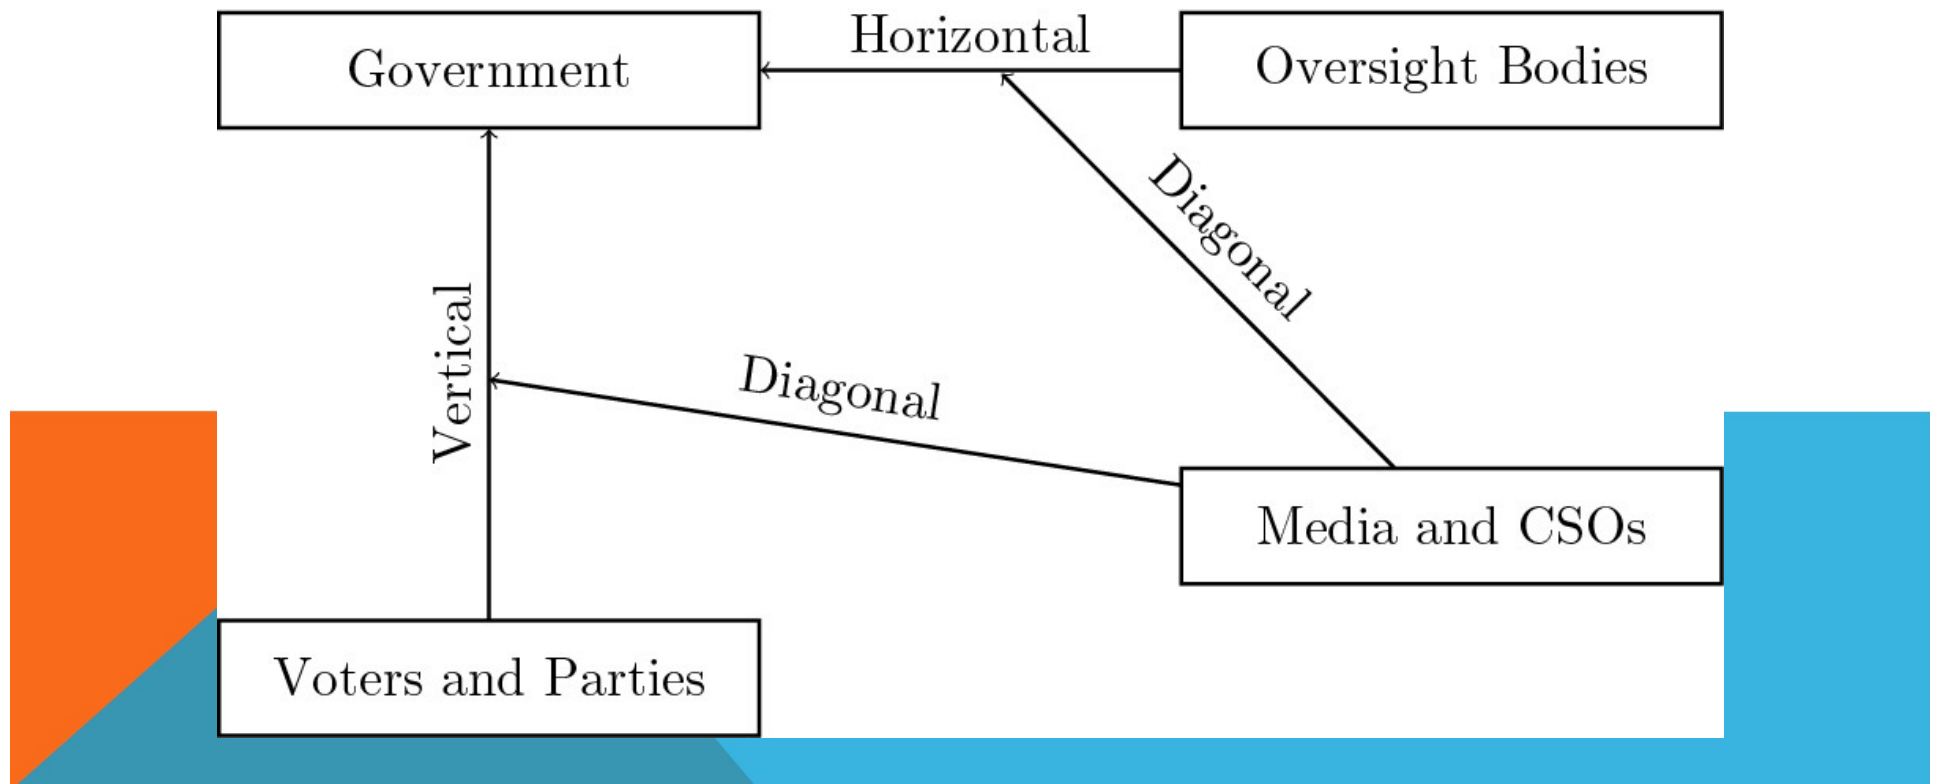 Government
Horizontal
Oversight Bodies
Diagonal
Vertical
Diagonal
Media and CSOs
Voters and Parties